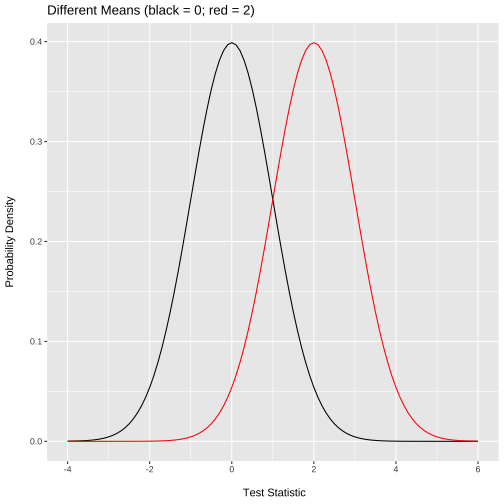 Different Means (black = 0; red = 2)
Probability Density
0.4
0.3
0.2
0.1
0.0
-4 -2 0 2 4 6
Test Statistic